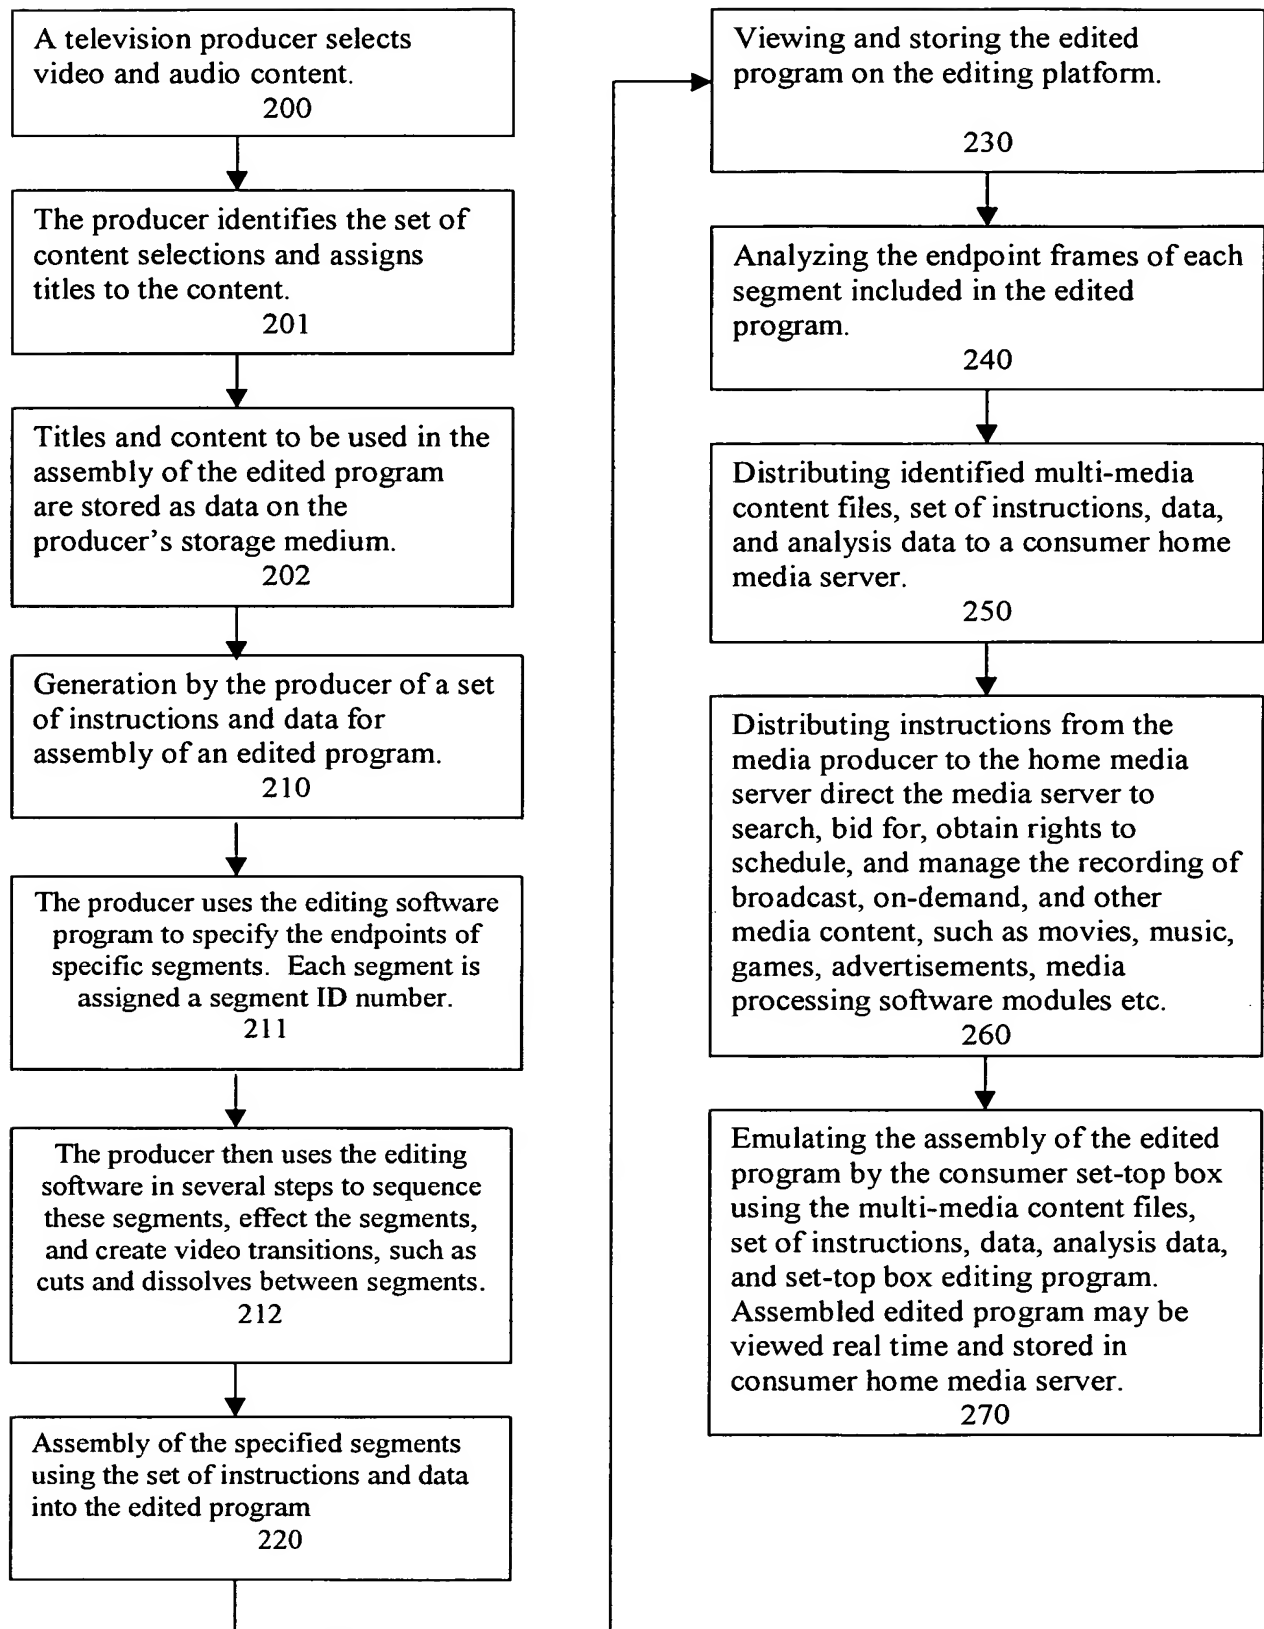 A television producer selects
video and audio content.
200
The producer identifies the set of
content selections and assigns
titles to the content.
201
Titles and content to be used in the
assembly of the edited program
are stored as data on the
producer's storage medium.
202
Generation by the producer of a set
of instructions and data for
assembly of an edited program.
210
The producer uses the editing software
program to specify the endpoints of
specific segments. Each segment is
assigned a segment ID number.
211
The producer then uses the editing
software in several steps to sequence
these segments, effect the segments,
and create video transitions, such as
cuts and dissolves between segments.
212
Assembly of the specified segments
using the set of instructions and data
into the edited program
220
Viewing and storing the edited
program on the editing platform.
230
Analyzing the endpoint frames of each
segment included in the edited
program.
240
Distributing identified multi-media
content files, set of instructions, data,
and analysis data to a consumer home
media server.
250
Distributing instructions from the
media producer to the home media
server direct the media server to
search, bid for, obtain rights to
schedule, and manage the recording of
broadcast, on-demand, and other
media content, such as movies, music,
games, advertisements, media
processing software modules etc.
260
Emulating the assembly of the edited
program by the consumer set-top box
using the multi-media content files,
set of instructions, data, analysis data,
and set-top box editing program.
Assembled edited program may be
viewed real time and stored in
consumer home media server.
270